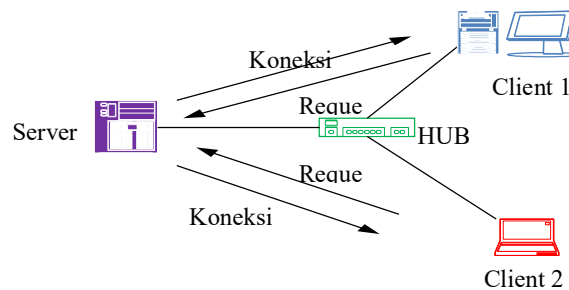 Koneksi
Client 1
Reque
Server
HUB
Reque
Koneksi
Client 2